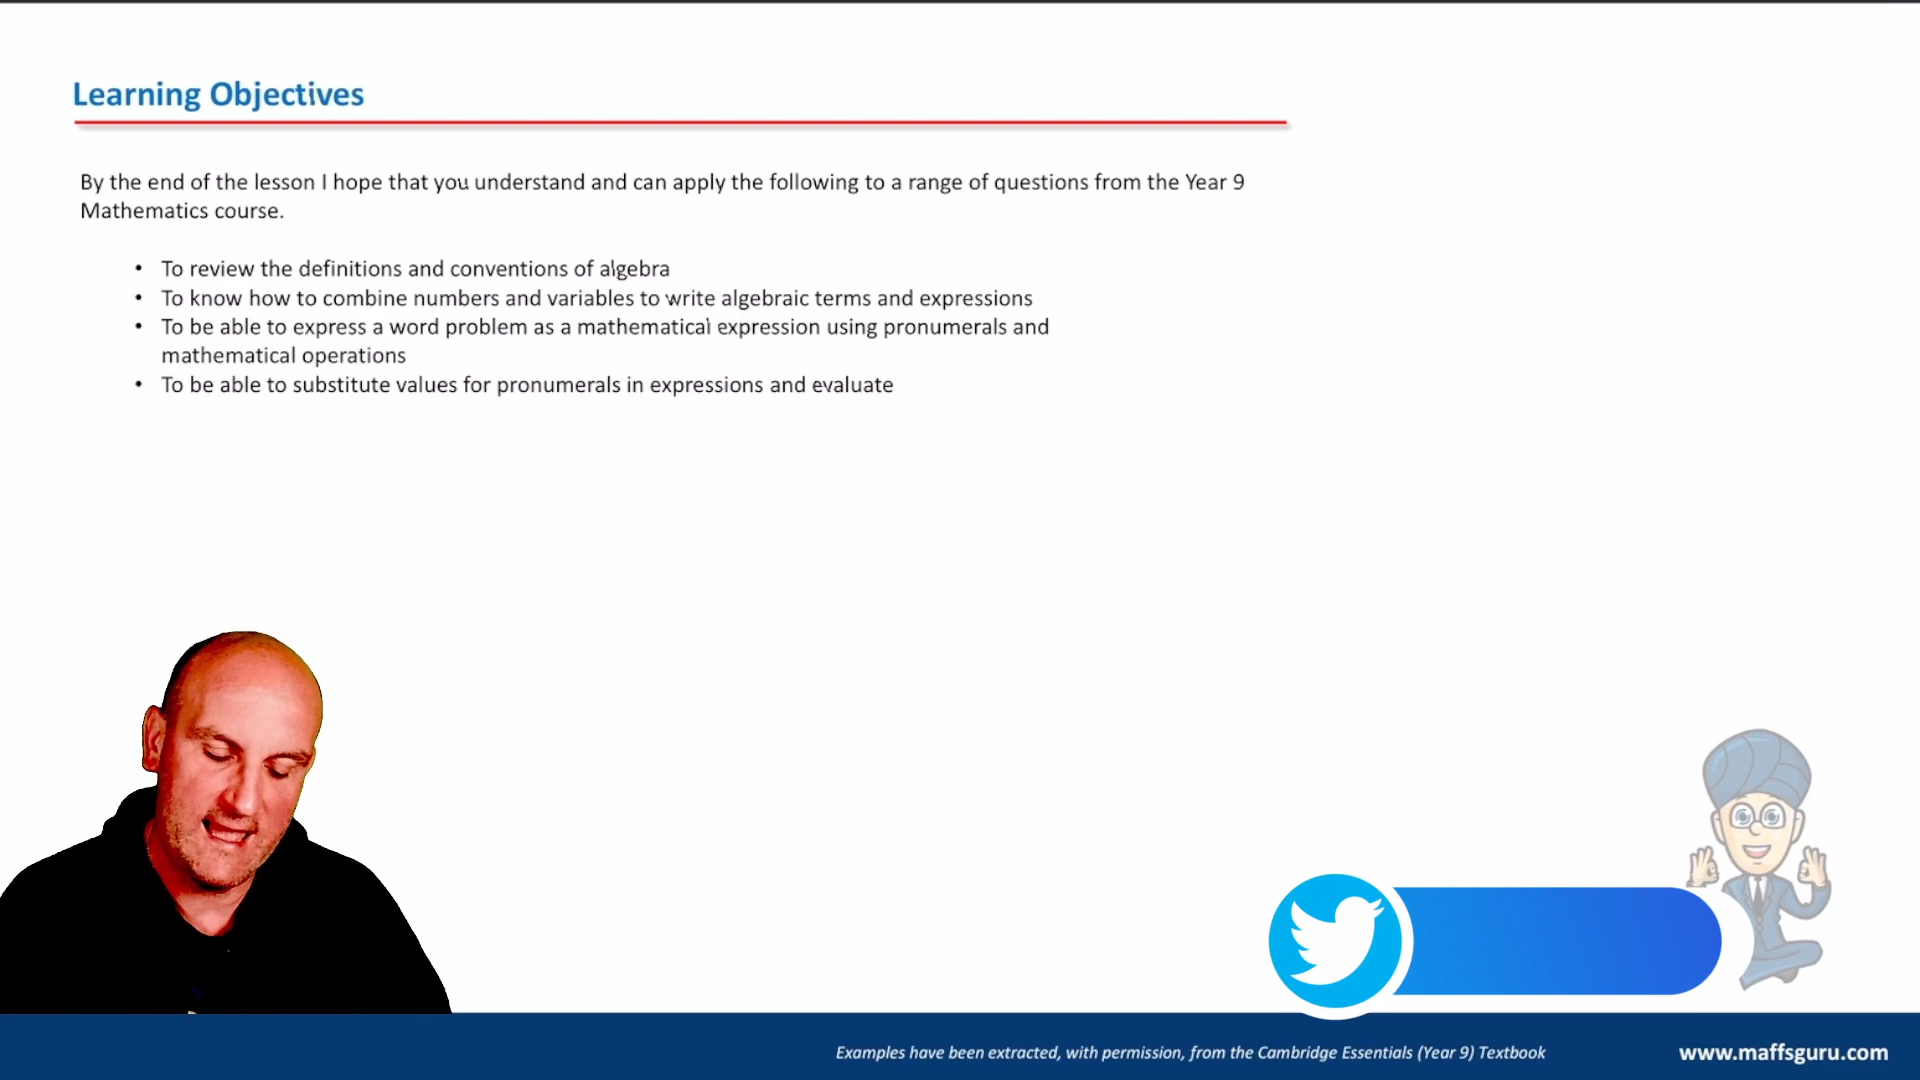 Learning Objectives
By the end of the lesson I hope that you understand and can apply the following to a range of questions from the Year 9
Mathematics course.
• To review the definitions and conventions of algebra
• To know how to combine numbers and variables to write algebraic terms and expressions
• To be able to express a word problem as a mathematical expression using pronumerals and
mathematical operations
• To be able to substitute values for pronumerals in expressions and evaluate
Examples have been extracted, with permission, from the Cambridge Essentials (Year 9) Textbook
www.maffsguru.com